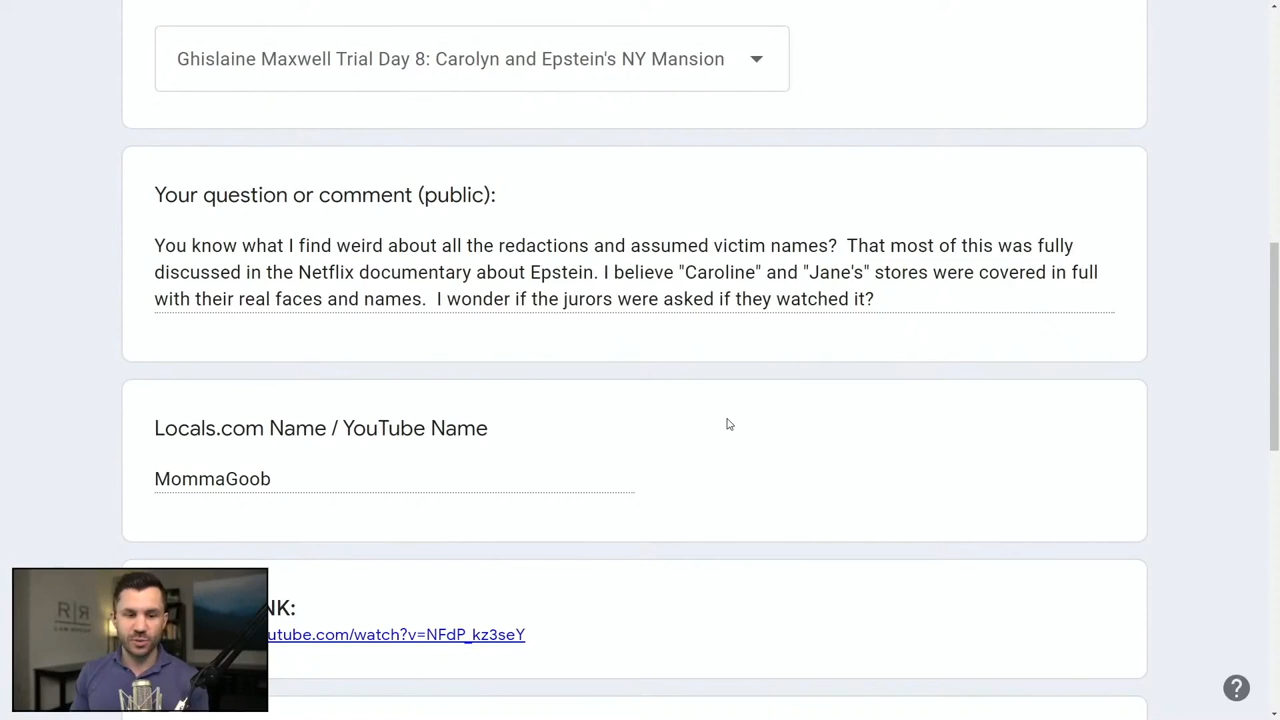 Ghislaine Maxwell Trial Day 8: Carolyn and Epstein's NY Mansion
Your question or comment (public):
You know what I find weird about all the redactions and assumed victim names?  That most of this was fully
discussed in the Netflix documentary about Epstein. I believe "Caroline" and "Jane's" stores were covered in full
with their real faces and names.  I wonder if the jurors were asked if they watched it?
Locals.com Name / YouTube Name
MommaGoob
NK:
utube.com/watch?v=NFdP_kz3seY
R|R
LAW GROUP
?